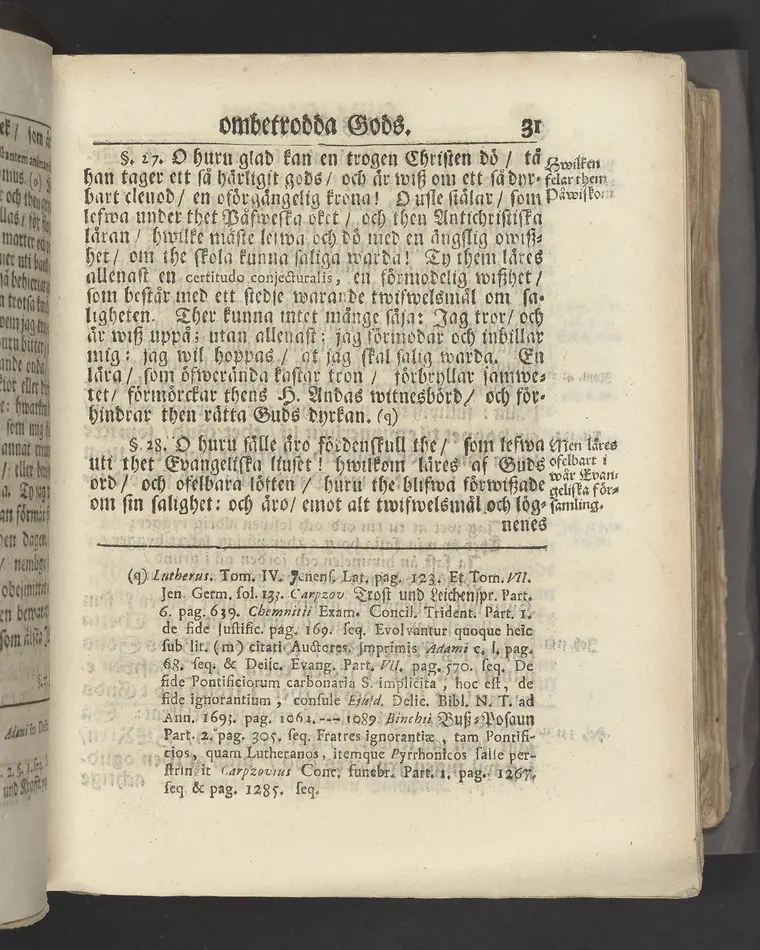 ombetrodda Gods. 31
§. 27. O huru glad kan en trogen Christen dö / tå
han tager ett så härligit gods / och är wiß om ett så dyr-
bart clenod / en oförgängelig krona! O usle siälar / som
lefwa under thet Påfweska oket / och then Antichristiska
läran / hwilke måste lefwa och dö med en ängslig owiß-
het / om the skola kunna saliga warda! Ty them läres
allenast en certitudo conjecturalis, en förmodelig wißhet /
som består med ett stedse warande twifwelsmål om sa-
ligheten. Ther kunna intet månge säja: Jag tror / och
är wiß uppå; utan allenast: jag förmodar och inbillar
mig: jag wil hoppas / at jag skal salig warda. En
lära / som öfwerända kastar tron / förbryllar samwe-
tet / förmörckar thens H. Andas witnesbörd / och för-
hindrar then rätta Guds dyrkan. (q)
Hwilken
felar them
Påwiskom
§. 28. O huru sälle äro fördenskull the / som lefwa
uti thet Evangeliska liuset! hwilkom läres af Guds
ord / och ofelbara löften / huru the blifwa förwißade
om sin salighet: och äro / emot alt twifwelsmål och lög-
nenes
Men läres
ofelbart i
wår Evan-
geliska för-
samling.
(q) Lutherus. Tom. IV. Jenens. Lat. pag. 123. Et Tom. VII.
Jen. Germ. fol. 133. Carpzov Trost und Leichenspr. Part.
6. pag. 639. Chemnitii Exam. Concil. Trident. Part. 1.
de fide justific. pag. 169. seq. Evolvantur quoque heic
sub lit. (m) citati Auctores. imprimis Adami c. l. pag.
68. seq. & Delic. Evang. Part. VII. pag. 570. seq. De
fide Pontificiorum carbonaria S. implicita, hoc est, de
fide ignorantium, consule Ejusd. Delic. Bibl. N. T. ad
Ann. 1693. pag. 1062. --- 1089. Binchii Buß-Posaun
Part. 2. pag. 305. seq. Fratres ignorantiæ, tam Pontifi-
cios, quam Lutheranos, itemque Pyrrhonicos salse per-
strinxit Carpzovius Conc. funebr. Part. 1. pag. 1267.
seq & pag. 1285. seq.